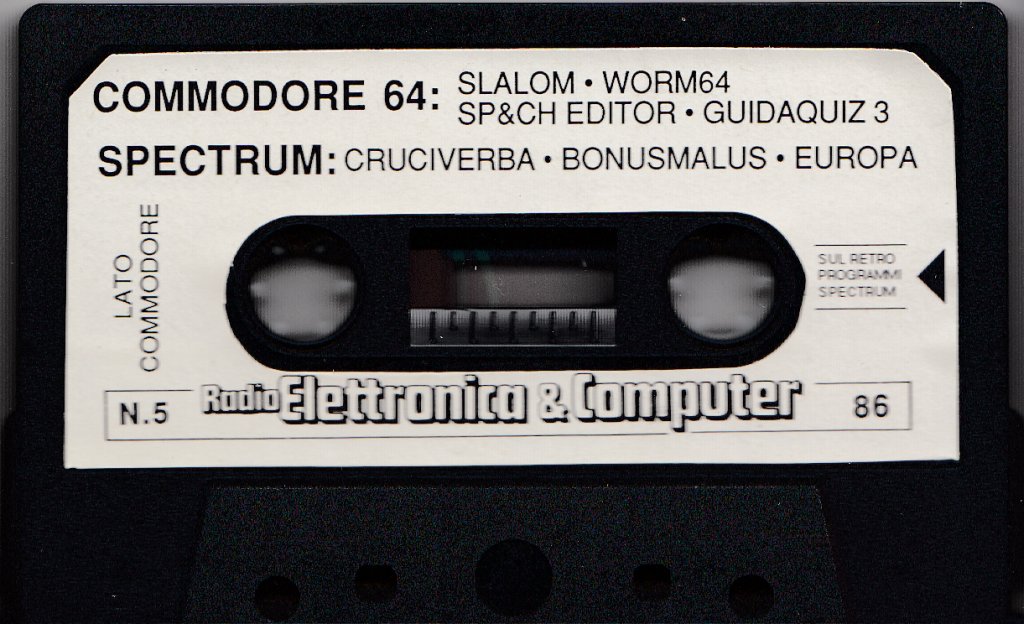 COMMODORE 64: SLALOM • WORM64
SP&CH EDITOR • GUIDAQUIZ 3
SPECTRUM: CRUCIVERBA • BONUSMALUS • EUROPA
LATO
COMMODORE
SUL RETRO
PROGRAMMI
SPECTRUM
N.5
Radio Elettronica & Computer
86